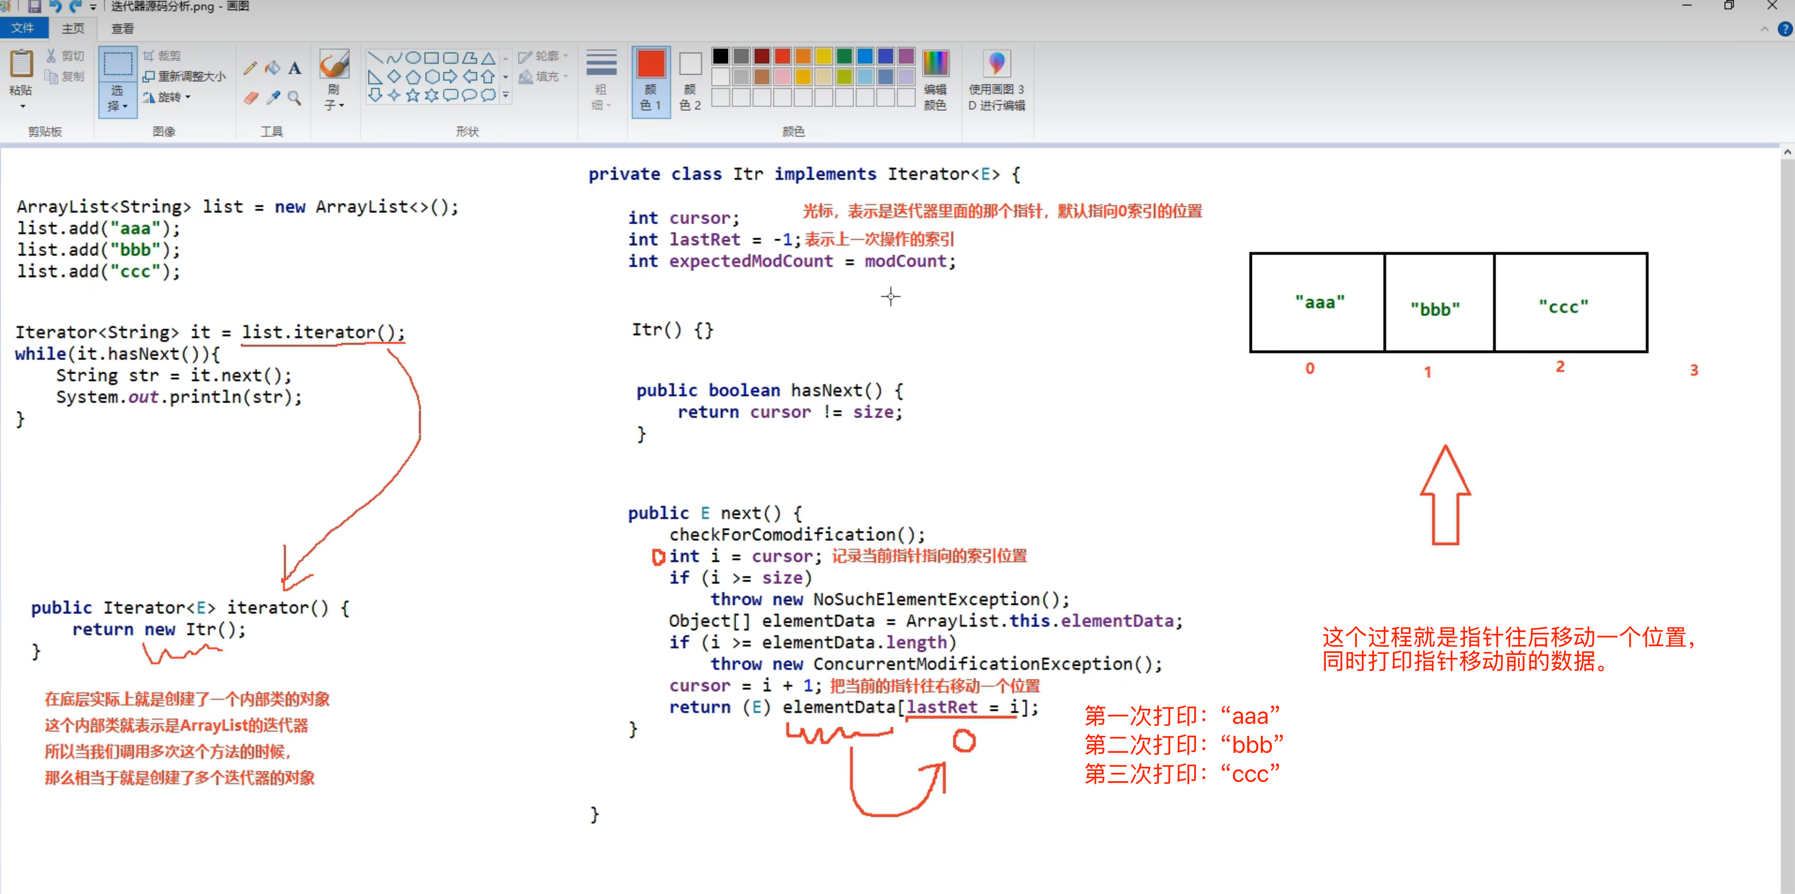 迭代器源码分析.png - 画图
文件 主页 查看
粘贴
剪切
复制
剪贴板
选择
裁剪
重新调整大小
旋转
图像
A
工具
刷子
轮廓
填充
形状
粗细
颜色 1
颜色 2
编辑颜色
颜色
使用画图 3D 进行编辑
ArrayList<String> list = new ArrayList<>();
list.add("aaa");
list.add("bbb");
list.add("ccc");
Iterator<String> it = list.iterator();
while(it.hasNext()){
String str = it.next();
System.out.println(str);
}
public Iterator<E> iterator() {
return new Itr();
}
在底层实际上就是创建了一个内部类的对象
这个内部类就表示是ArrayList的迭代器
所以当我们调用多次这个方法的时候，
那么相当于就是创建了多个迭代器的对象
private class Itr implements Iterator<E> {
int cursor; 光标，表示是迭代器里面的那个指针，默认指向0索引的位置
int lastRet = -1; 表示上一次操作的索引
int expectedModCount = modCount;
Itr() {}
public boolean hasNext() {
return cursor != size;
}
public E next() {
checkForComodification();
0 int i = cursor; 记录当前指针指向的索引位置
if (i >= size)
throw new NoSuchElementException();
Object[] elementData = ArrayList.this.elementData;
if (i >= elementData.length)
throw new ConcurrentModificationException();
cursor = i + 1; 把当前的指针往右移动一个位置
return (E) elementData[lastRet = i];
}
0
}
"aaa" "bbb" "ccc"
0 1 2 3
这个过程就是指针往后移动一个位置，
同时打印指针移动前的数据。
第一次打印：“aaa”
第二次打印：“bbb”
第三次打印：“ccc”